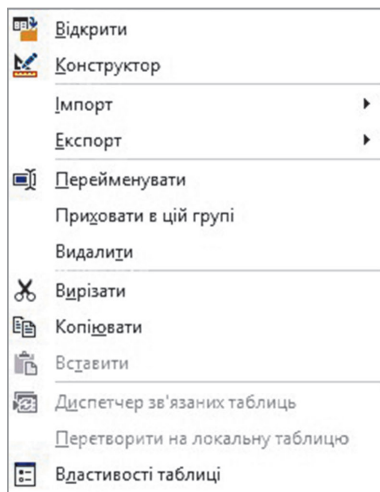 Відкрити
Конструктор
Імпорт
Експорт
Перейменувати
Приховати в цій групі
Видалити
Вирізати
Копіювати
Вставити
Диспетчер зв'язаних таблиць
Перетворити на локальну таблицю
Властивості таблиці